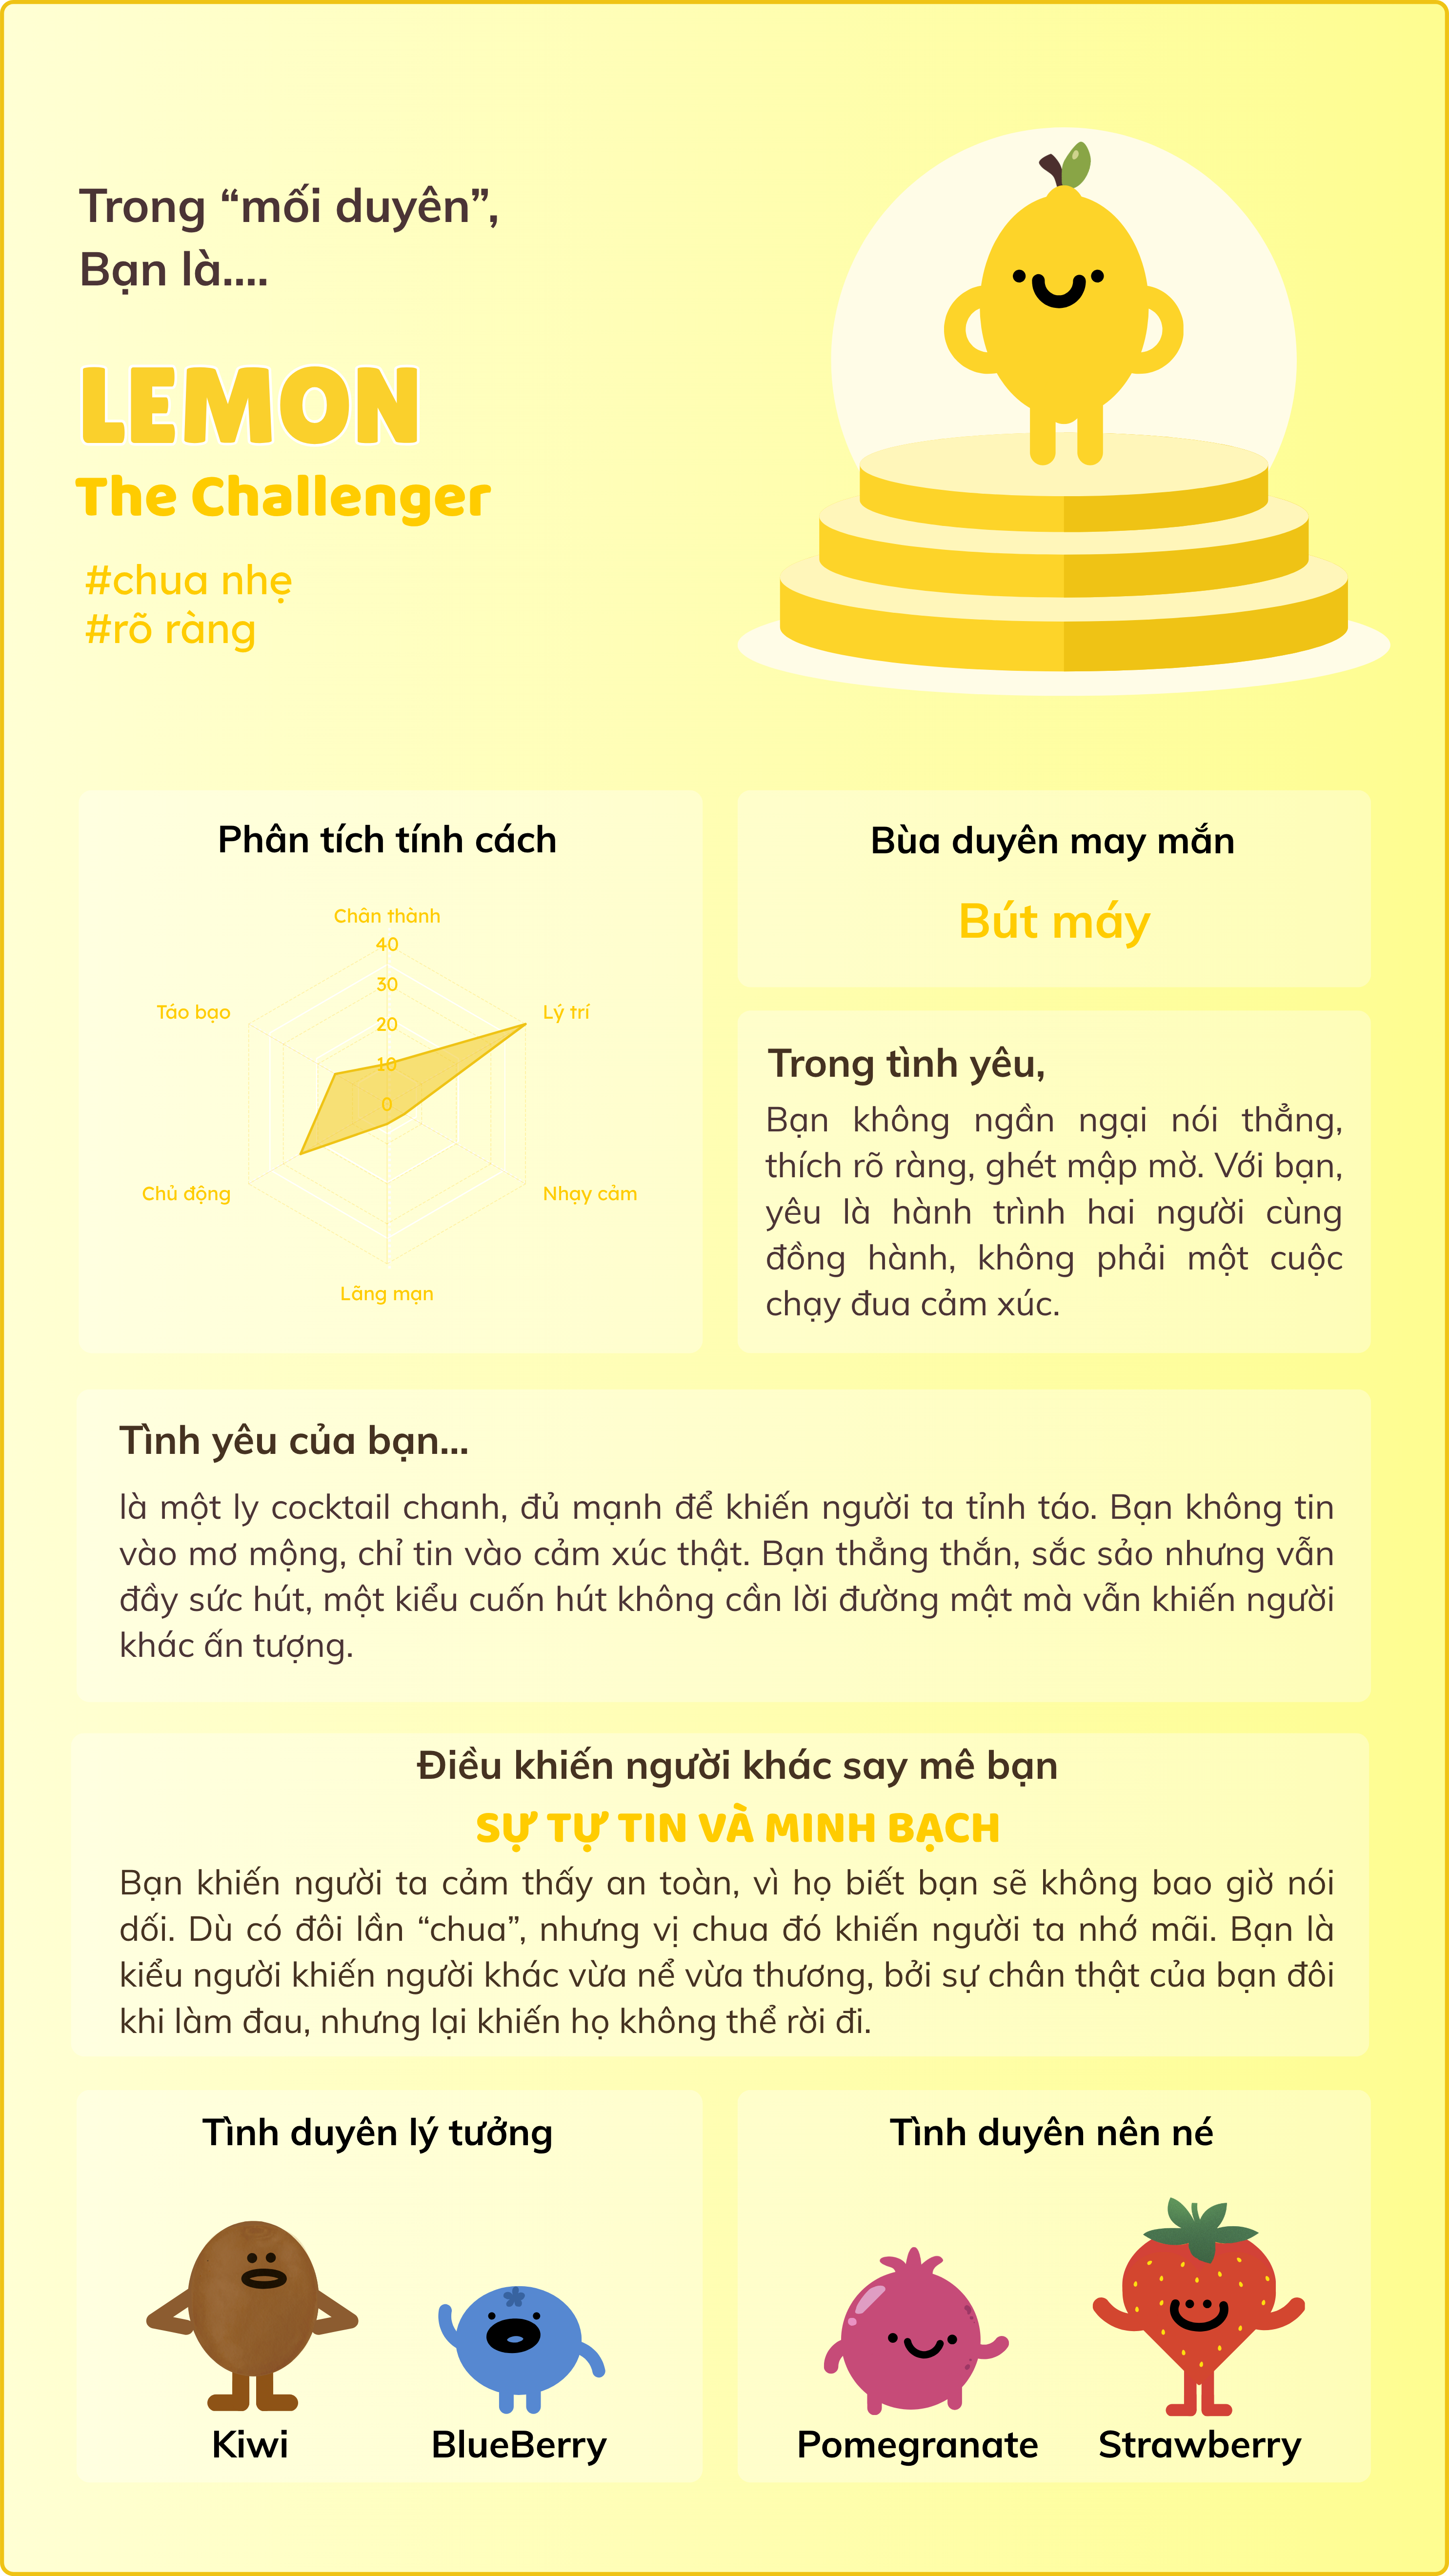 Trong “mối duyên”,
Bạn là....
LEMON
The Challenger
#chua nhẹ
#rõ ràng
Phân tích tính cách
Chân thành
40
30
20
10
0
Táo bạo
Lý trí
Chủ động
Nhạy cảm
Lãng mạn
Bùa duyên may mắn
Bút máy
Trong tình yêu,
Bạn không ngần ngại nói thẳng,
thích rõ ràng, ghét mập mờ. Với bạn,
yêu là hành trình hai người cùng
đồng hành, không phải một cuộc
chạy đua cảm xúc.
Tình yêu của bạn...
là một ly cocktail chanh, đủ mạnh để khiến người ta tỉnh táo. Bạn không tin
vào mơ mộng, chỉ tin vào cảm xúc thật. Bạn thẳng thắn, sắc sảo nhưng vẫn
đầy sức hút, một kiểu cuốn hút không cần lời đường mật mà vẫn khiến người
khác ấn tượng.
Điều khiến người khác say mê bạn
SỰ TỰ TIN VÀ MINH BẠCH
Bạn khiến người ta cảm thấy an toàn, vì họ biết bạn sẽ không bao giờ nói
dối. Dù có đôi lần “chua”, nhưng vị chua đó khiến người ta nhớ mãi. Bạn là
kiểu người khiến người khác vừa nể vừa thương, bởi sự chân thật của bạn đôi
khi làm đau, nhưng lại khiến họ không thể rời đi.
Tình duyên lý tưởng
Kiwi
BlueBerry
Tình duyên nên né
Pomegranate
Strawberry